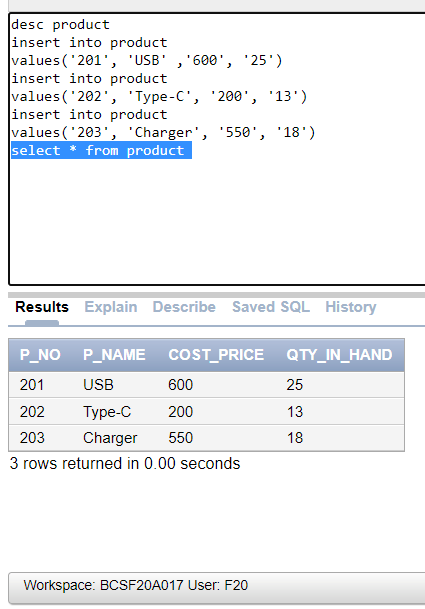 desc product
insert into product
values('201', 'USB' ,'600', '25')
insert into product
values('202', 'Type-C', '200', '13')
insert into product
values('203', 'Charger', '550', '18')
select * from product
Results Explain Describe Saved SQL History
P_NO P_NAME COST_PRICE QTY_IN_HAND
201 USB 600 25
202 Type-C 200 13
203 Charger 550 18
3 rows returned in 0.00 seconds
Workspace: BCSF20A017 User: F20